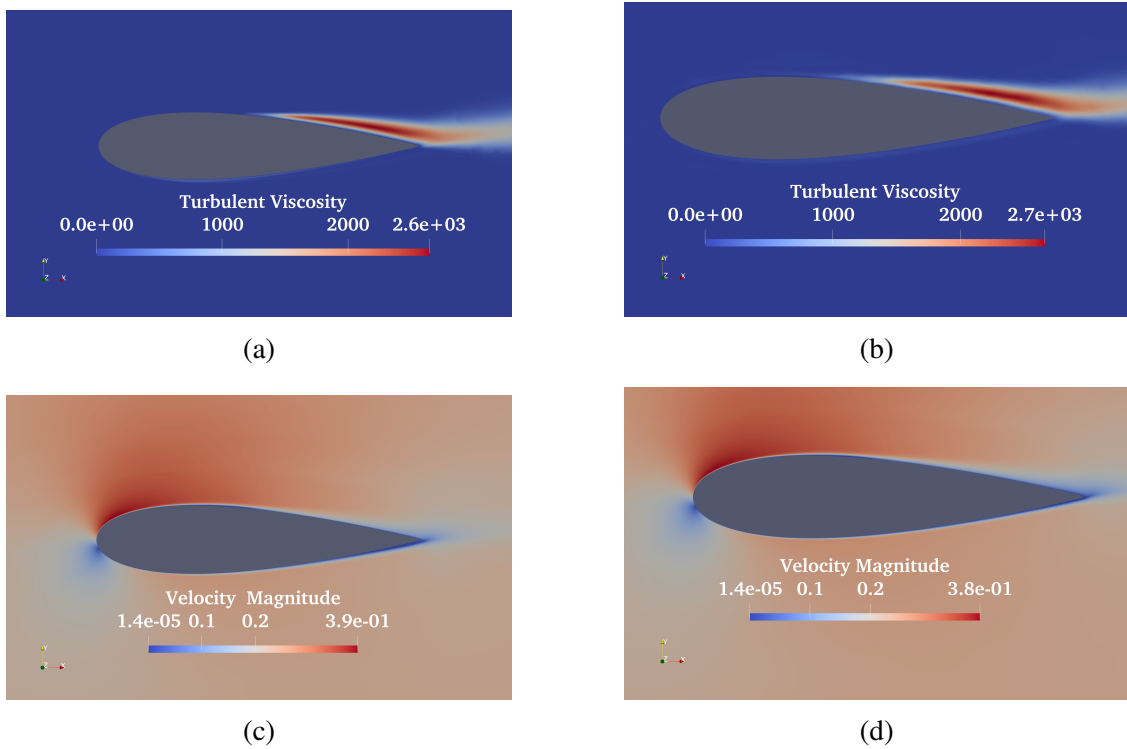 Turbulent Viscosity
0.0e+00 1000 2000 2.6e+03
Y
Z X
(a)
Turbulent Viscosity
0.0e+00 1000 2000 2.7e+03
Y
Z X
(b)
Velocity Magnitude
1.4e-05 0.1 0.2 3.9e-01
Y
Z X
(c)
Velocity Magnitude
1.4e-05 0.1 0.2 3.8e-01
Y
Z X
(d)